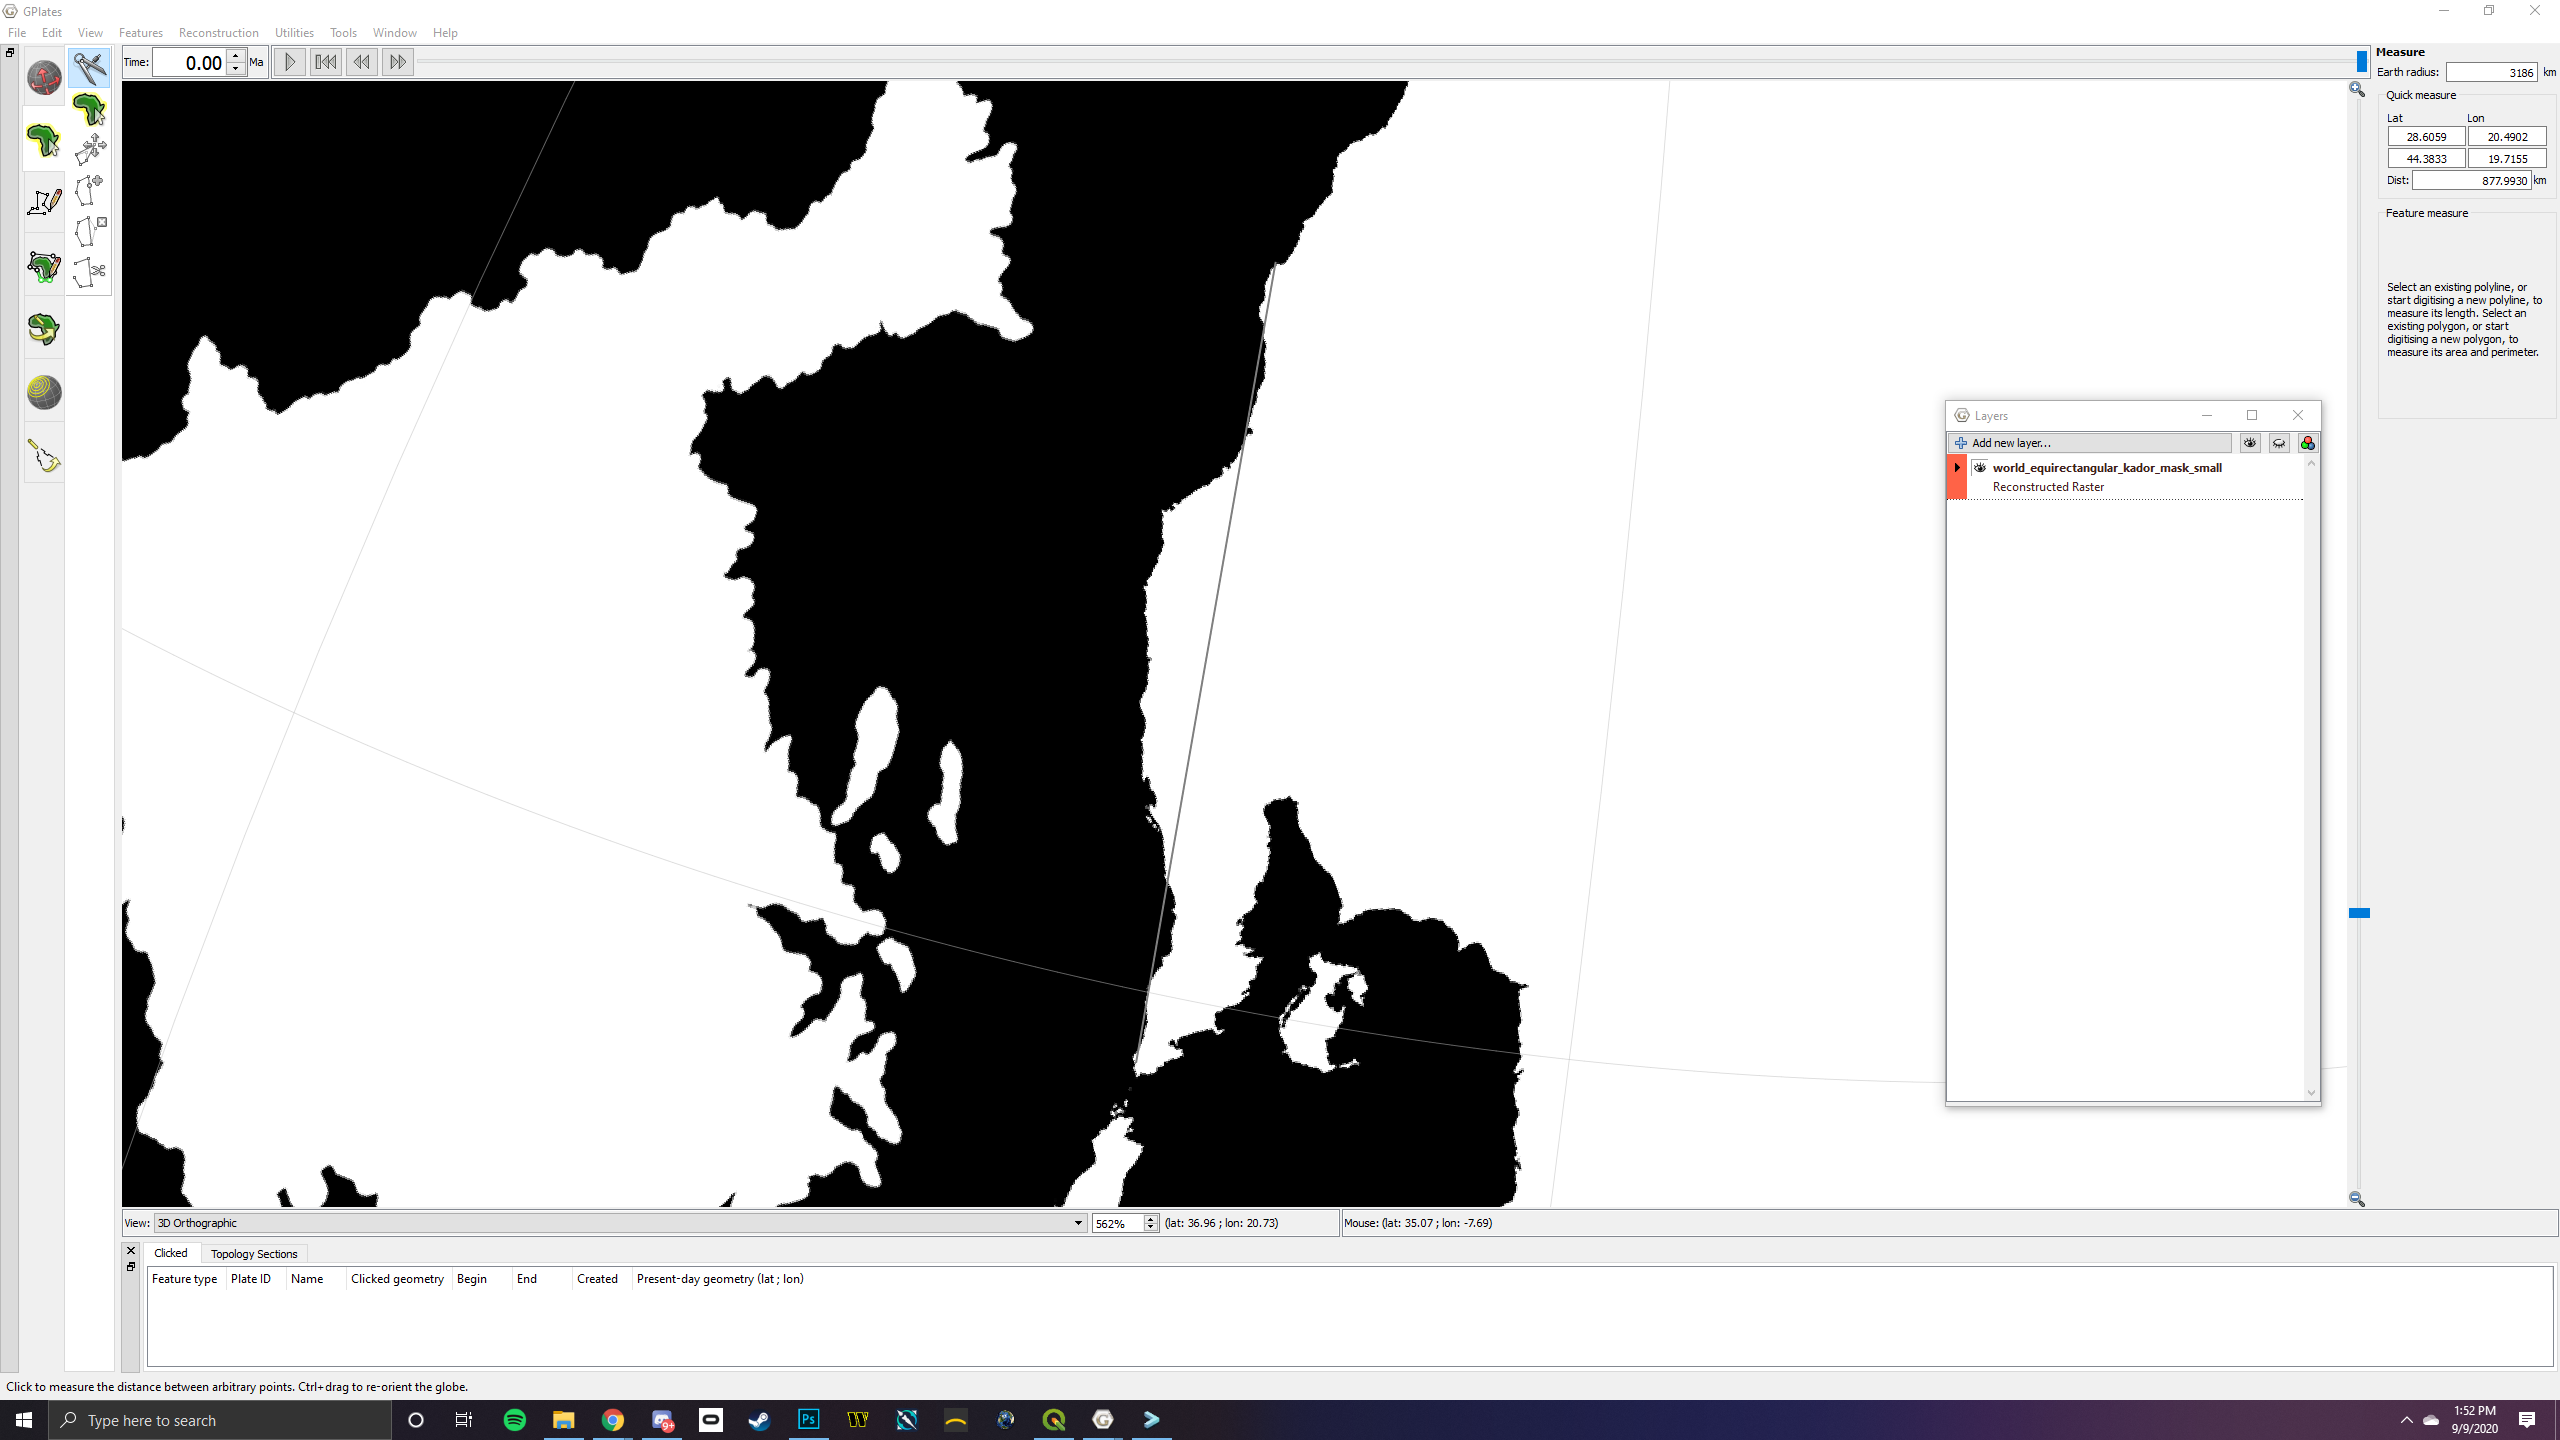 GPlates
File Edit View Features Reconstruction Utilities Tools Window Help
Time: 0.00 Ma
Measure
Earth radius: 3186 km
Quick measure
Lat Lon
28.6059 20.4902
44.3833 19.7155
Dist: 877.9930 km
Feature measure
Select an existing polyline, or
start digitising a new polyline, to
measure its length. Select an
existing polygon, or start
digitising a new polygon, to
measure its area and perimeter.
Layers
Add new layer...
world_equirectangular_kador_mask_small
Reconstructed Raster
View: 3D Orthographic 562% (lat: 36.96 ; lon: 20.73) Mouse: (lat: 35.07 ; lon: -7.69)
Clicked Topology Sections
Feature type Plate ID Name Clicked geometry Begin End Created Present-day geometry (lat ; lon)
Click to measure the distance between arbitrary points. Ctrl+drag to re-orient the globe.
Type here to search
9+
Ps
1:52 PM
9/9/2020